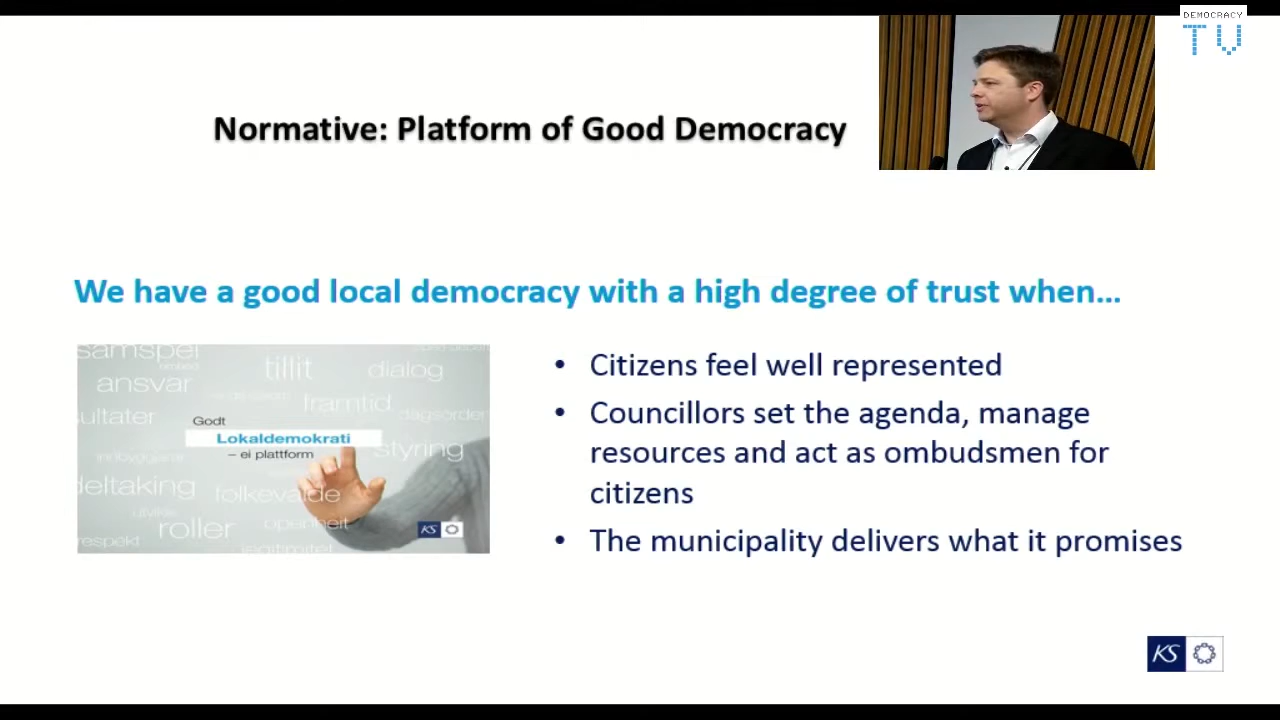 DEMOCRACY
TV
Normative: Platform of Good Democracy
We have a good local democracy with a high degree of trust when...
samspel
ansvar
tillit
dialog
framtid
dagsorden
Godt
Lokaldemokrati
– ei plattform
styring
innbyggjarar
deltaking
folkevalde
utvikle
roller
openheit
respekt
legitimitet
KS
• Citizens feel well represented
• Councillors set the agenda, manage
resources and act as ombudsmen for
citizens
• The municipality delivers what it promises
KS